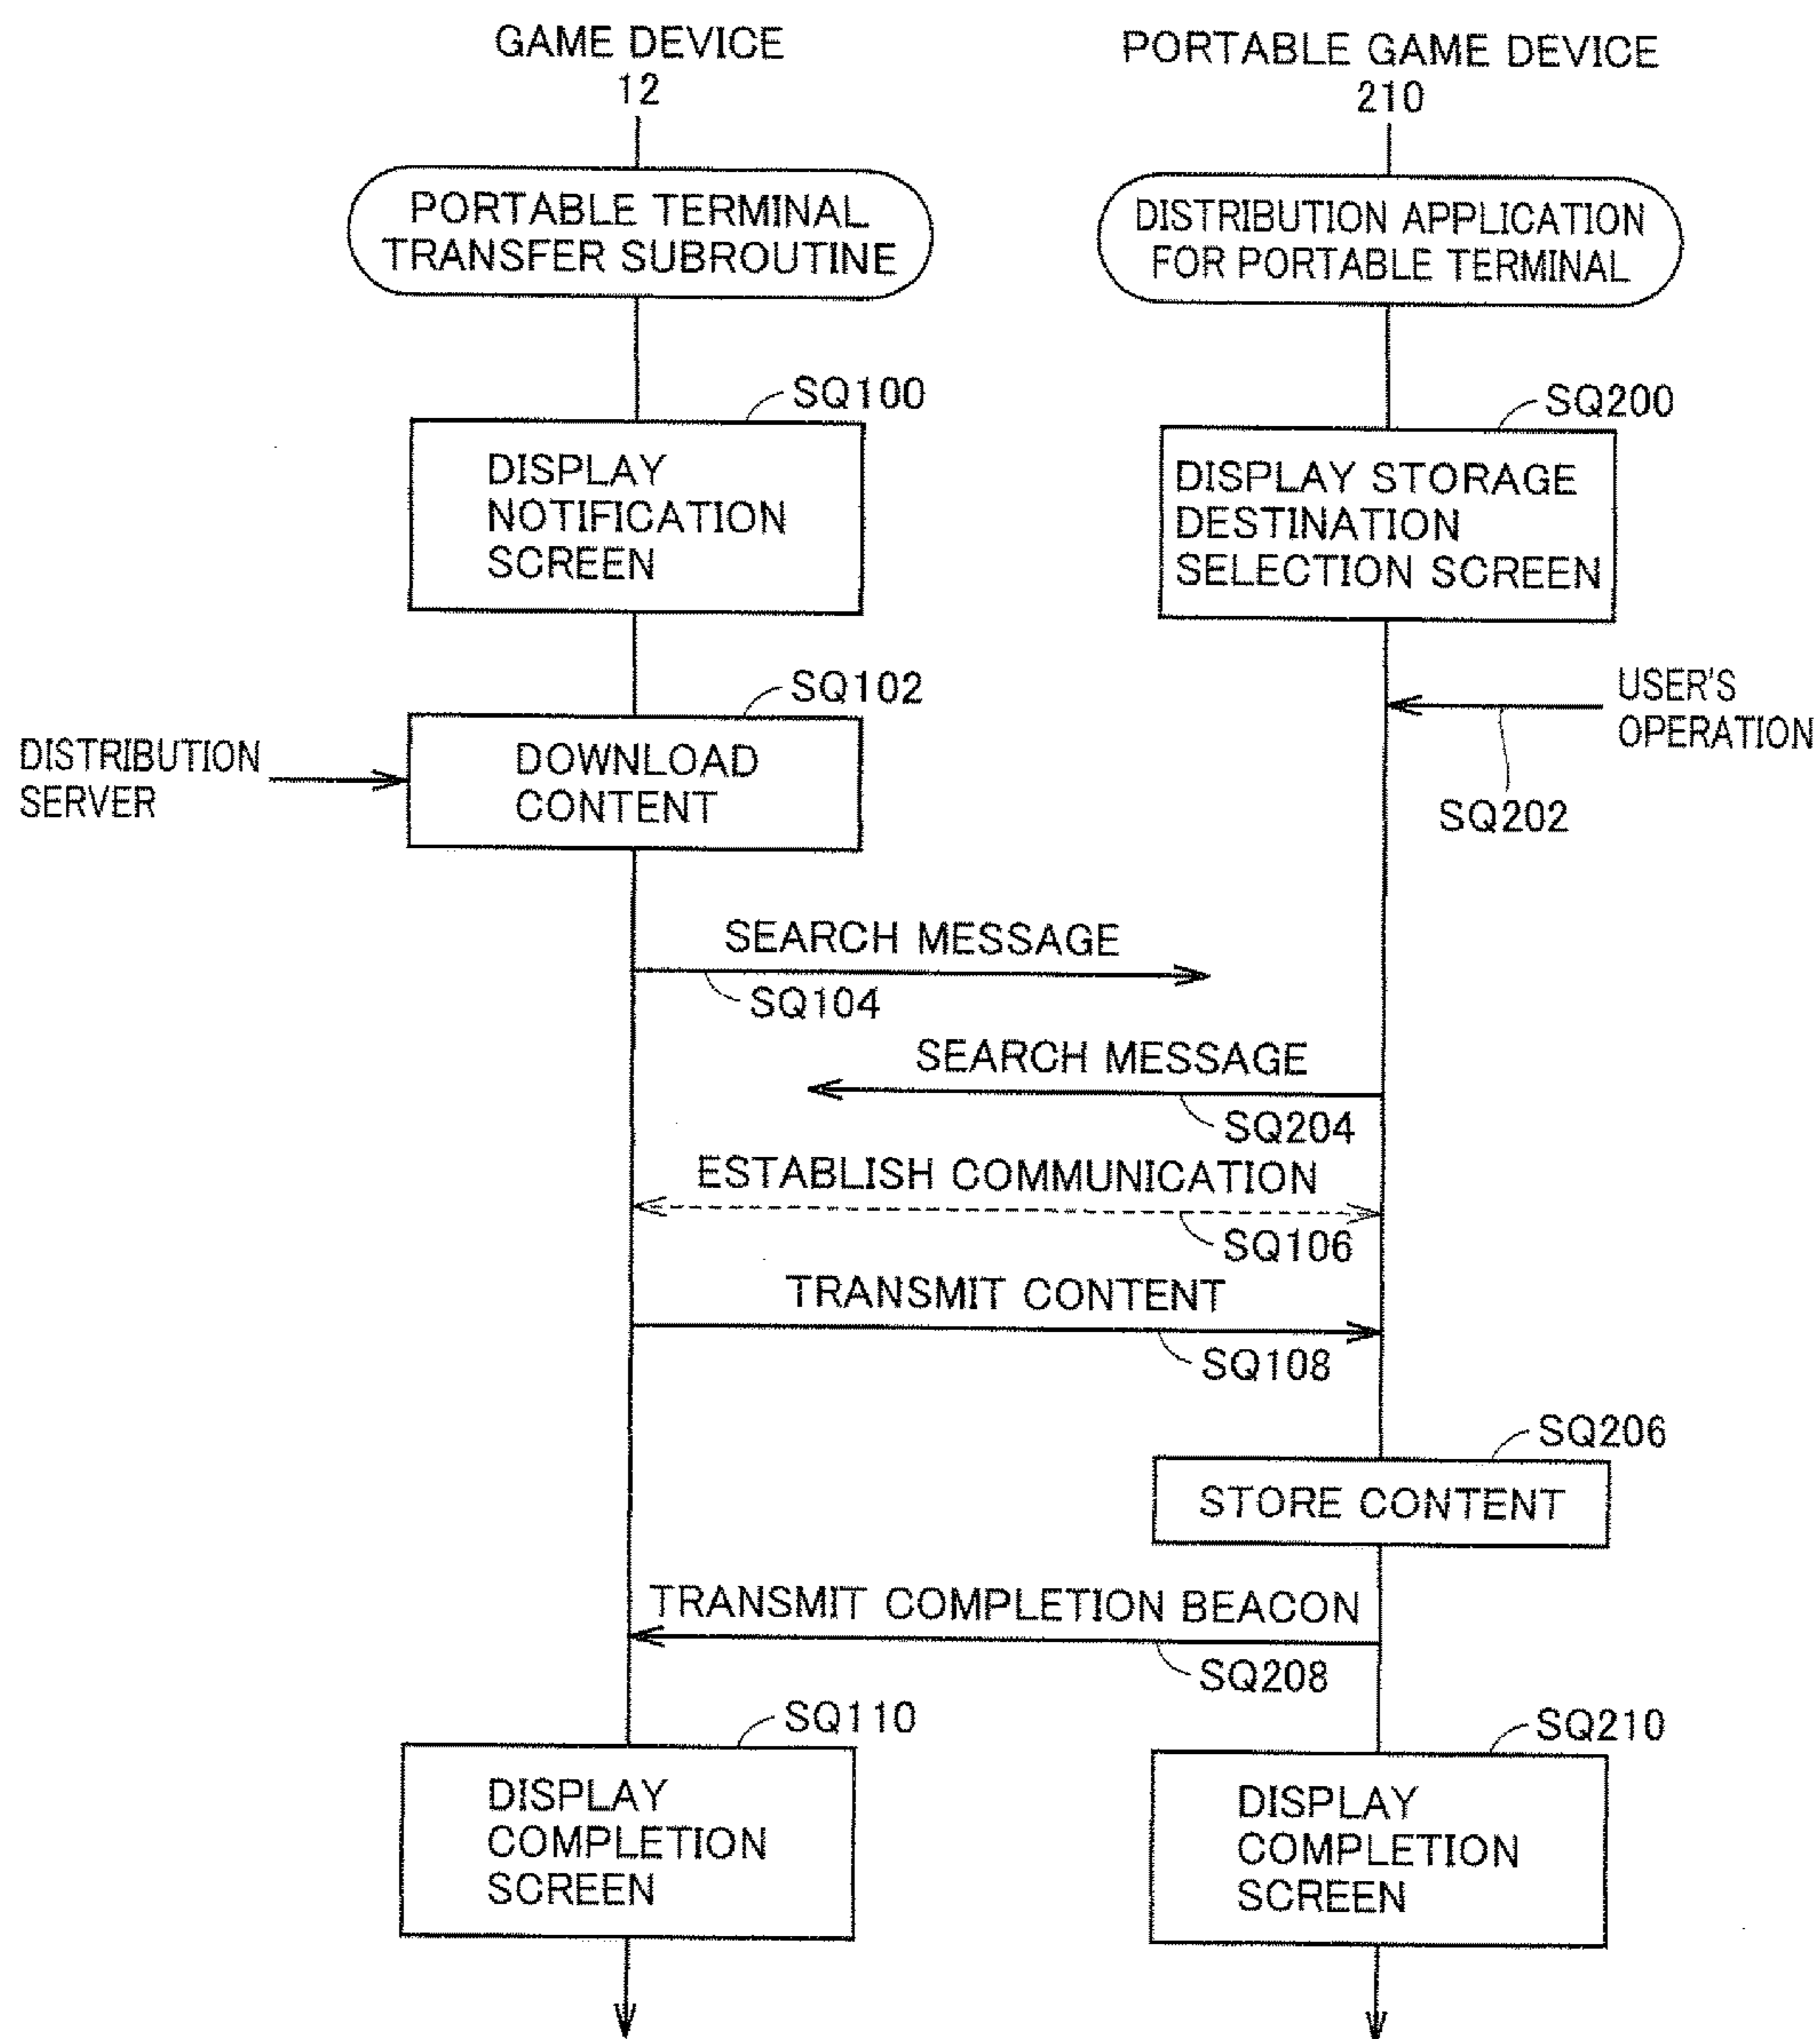 GAME DEVICE
12
PORTABLE GAME DEVICE
210
PORTABLE TERMINAL
TRANSFER SUBROUTINE
DISTRIBUTION APPLICATION
FOR PORTABLE TERMINAL
SQ100
DISPLAY
NOTIFICATION
SCREEN
SQ200
DISPLAY STORAGE
DESTINATION
SELECTION SCREEN
USER'S
OPERATION
SQ202
SQ102
DISTRIBUTION
SERVER
DOWNLOAD
CONTENT
SEARCH MESSAGE
SQ104
SEARCH MESSAGE
SQ204
ESTABLISH COMMUNICATION
SQ106
TRANSMIT CONTENT
SQ108
SQ206
STORE CONTENT
TRANSMIT COMPLETION BEACON
SQ208
SQ110
DISPLAY
COMPLETION
SCREEN
SQ210
DISPLAY
COMPLETION
SCREEN